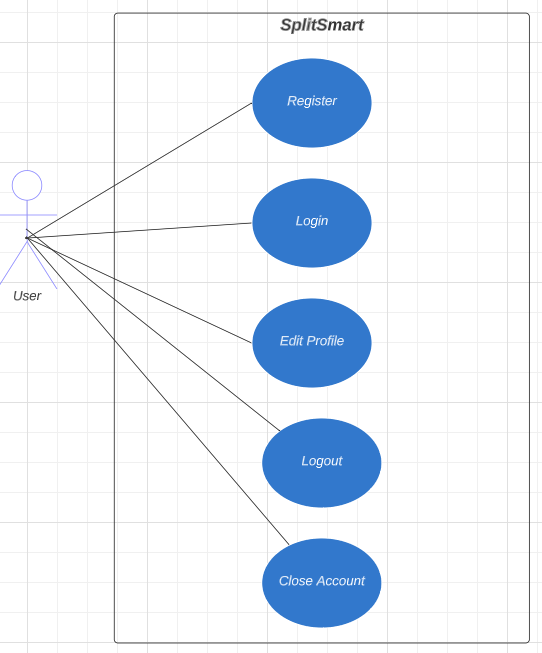 SplitSmart
Register
Login
Edit Profile
User
Logout
Close Account